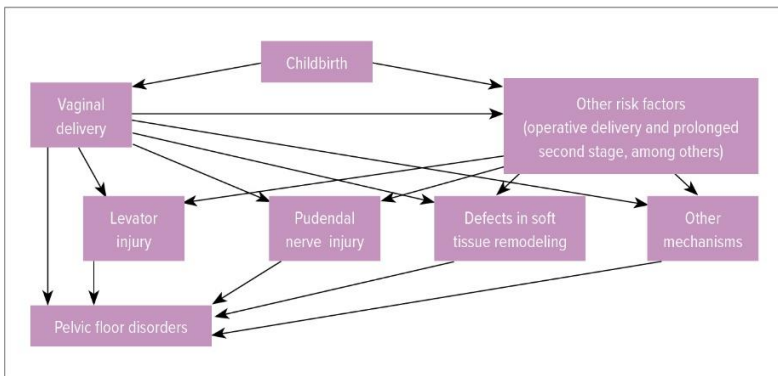 Childbirth
Vaginal
delivery
Other risk factors
(operative delivery and prolonged
second stage, among others)
Levator
injury
Pudendal
nerve injury
Defects in soft
tissue remodeling
Other
mechanisms
Pelvic floor disorders